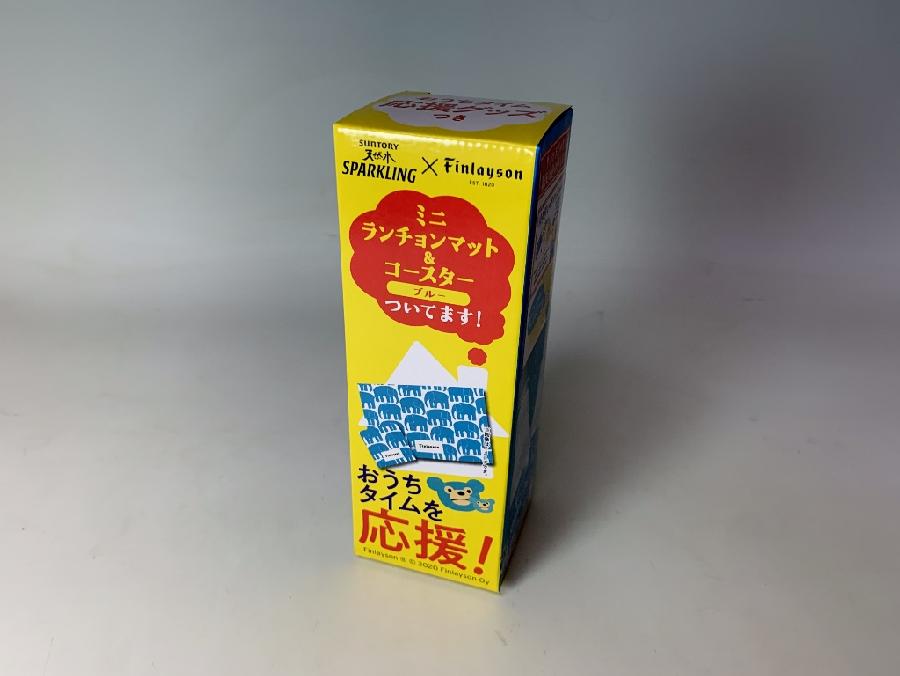 応援グッズ
つき
SUNTORY
天然水
SPARKLING × Finlayson
EST. 1820
ミニ
ランチョンマット
&
コースター
ブルー
ついてます!
Finlayson
おうち
タイムを
応援!
Finlayson ® © 2020 Finlayson Oy